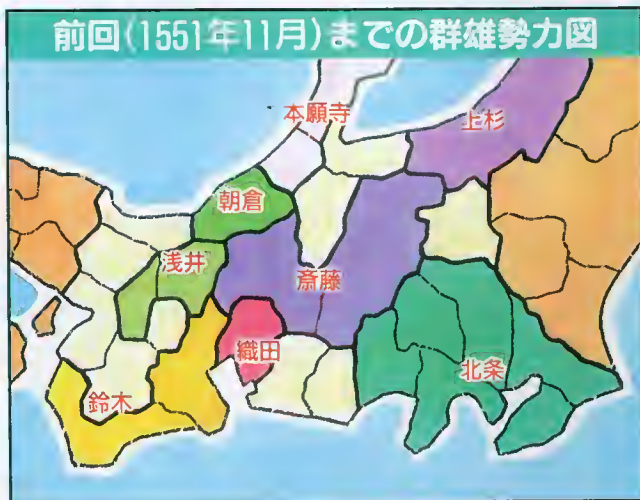 前回(1551年11月)までの群雄勢力図
本願寺
上杉
朝倉
浅井
斎藤
織田
北条
鈴木